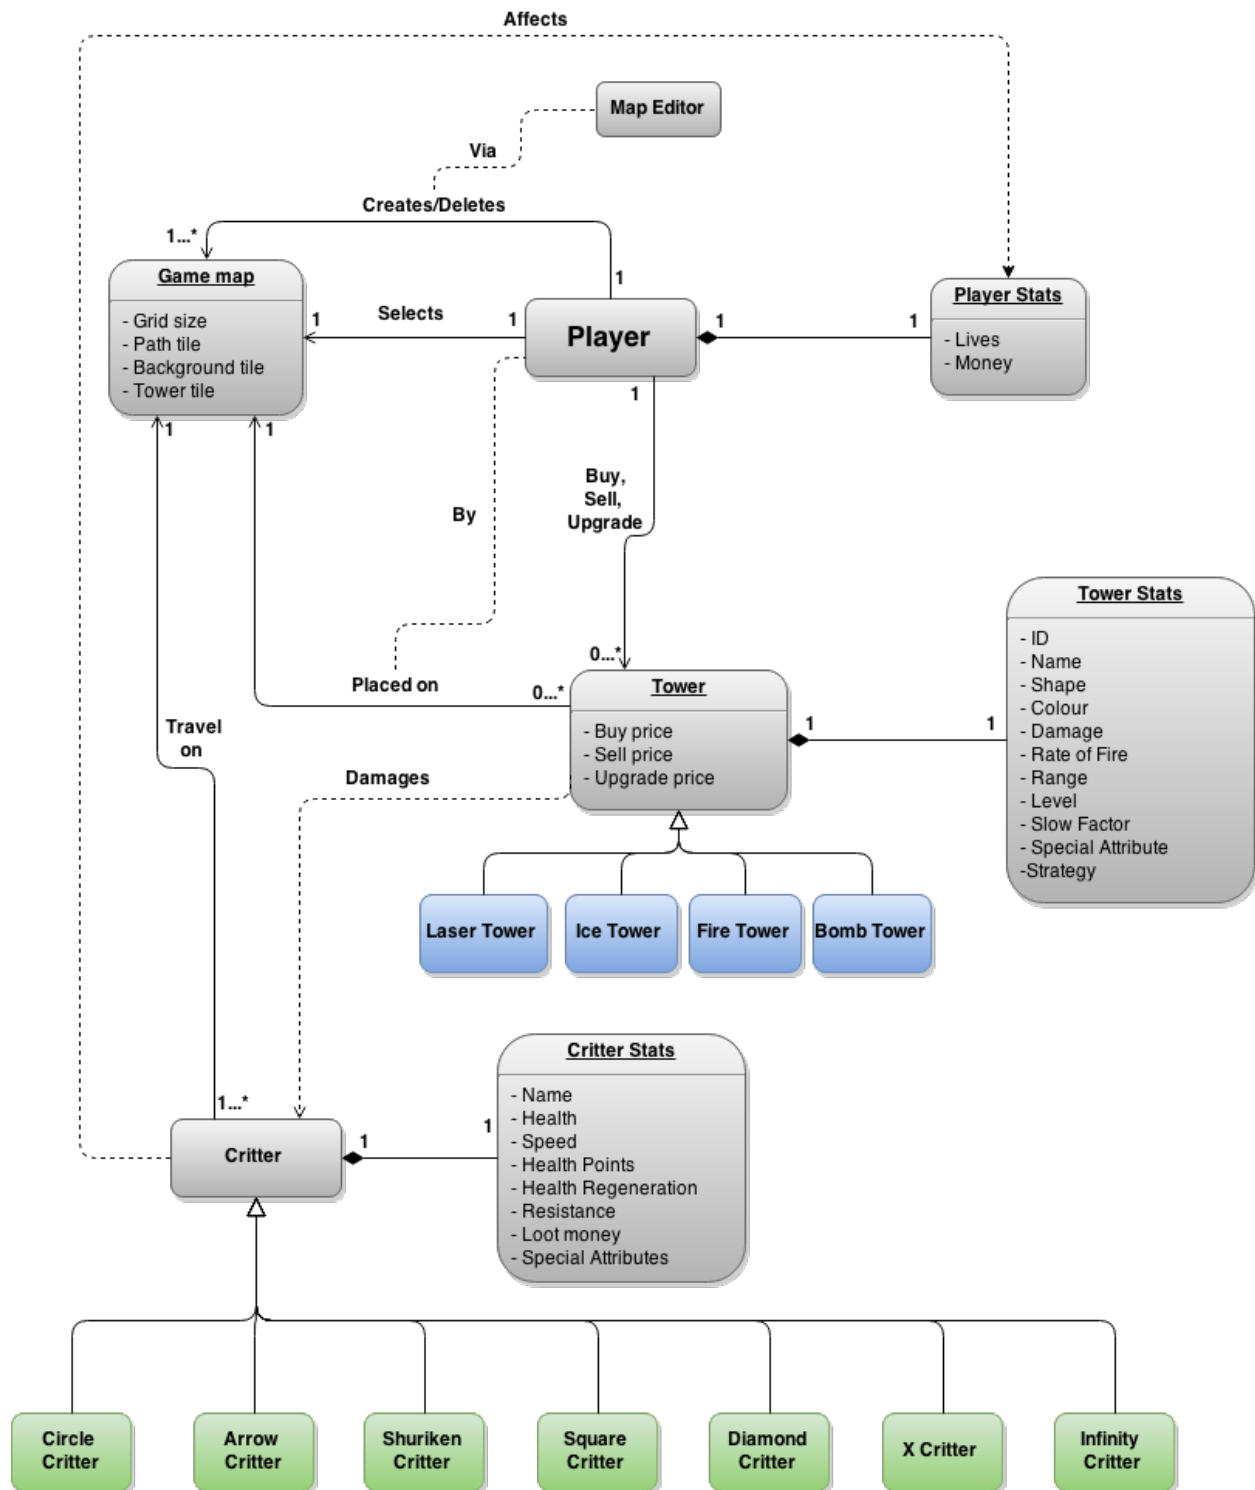 Affects
Map Editor
Via
Creates/Deletes
1...*
1
Game map
- Grid size
- Path tile
- Background tile
- Tower tile
1
Selects
1
Player
1
1
Player Stats
- Lives
- Money
1
1
1
Buy,
Sell,
Upgrade
By
0...*
Placed on
0...*
Tower
- Buy price
- Sell price
- Upgrade price
1
1
Tower Stats
- ID
- Name
- Shape
- Colour
- Damage
- Rate of Fire
- Range
- Level
- Slow Factor
- Special Attribute
-Strategy
Travel
on
Damages
Laser Tower
Ice Tower
Fire Tower
Bomb Tower
1...*
Critter
1
1
Critter Stats
- Name
- Health
- Speed
- Health Points
- Health Regeneration
- Resistance
- Loot money
- Special Attributes
Circle
Critter
Arrow
Critter
Shuriken
Critter
Square
Critter
Diamond
Critter
X Critter
Infinity
Critter